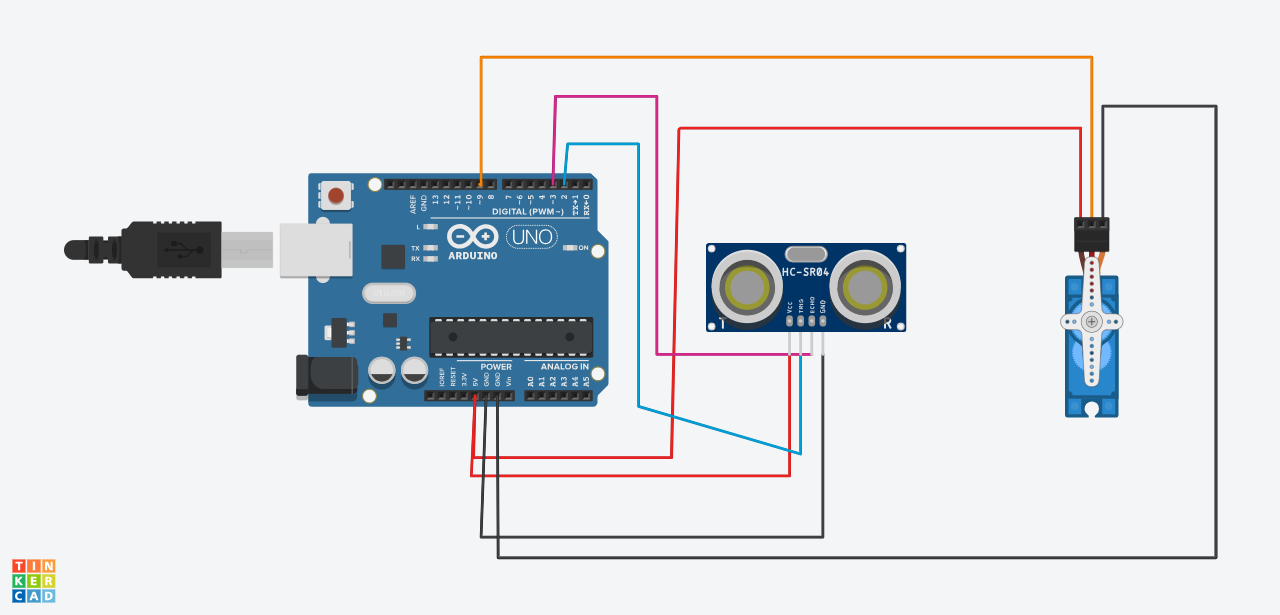 AREF
GND
13
12
~11
~10
~9
8
7
~6
~5
4
~3
2
TX→1
RX←0
DIGITAL (PWM~)
L
TX
RX
ARDUINO
UNO
ON
IOREF
RESET
3.3V
5V
GND
GND
Vin
POWER
ANALOG IN
A0
A1
A2
A3
A4
A5
HC-SR04
VCC
TRIG
ECHO
GND
T
R
TIN
KER
CAD